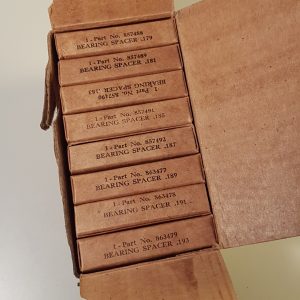 1 - Part No. 857488
BEARING SPACER .179
1 - Part No. 857489
BEARING SPACER .181
1 Part No. 857490
BEARING SPACER .183
1 - Part No. 857491
BEARING SPACER .185
1 - Part No. 857492
BEARING SPACER .187
1 - Part No. 863477
BEARING SPACER .189
1 - Part No. 863478
BEARING SPACER .191
1 - Part No. 863479
BEARING SPACER .193